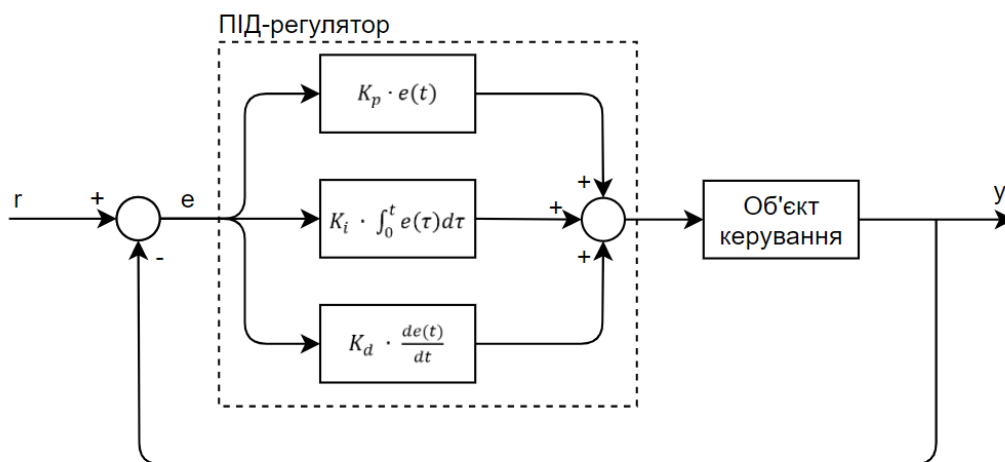 ПІД-регулятор
K_p · e(t)
r
+
-
e
K_i · ∫_0^t e(τ)dτ
+
+
+
Об'єкт
керування
y
K_d · de(t)/dt